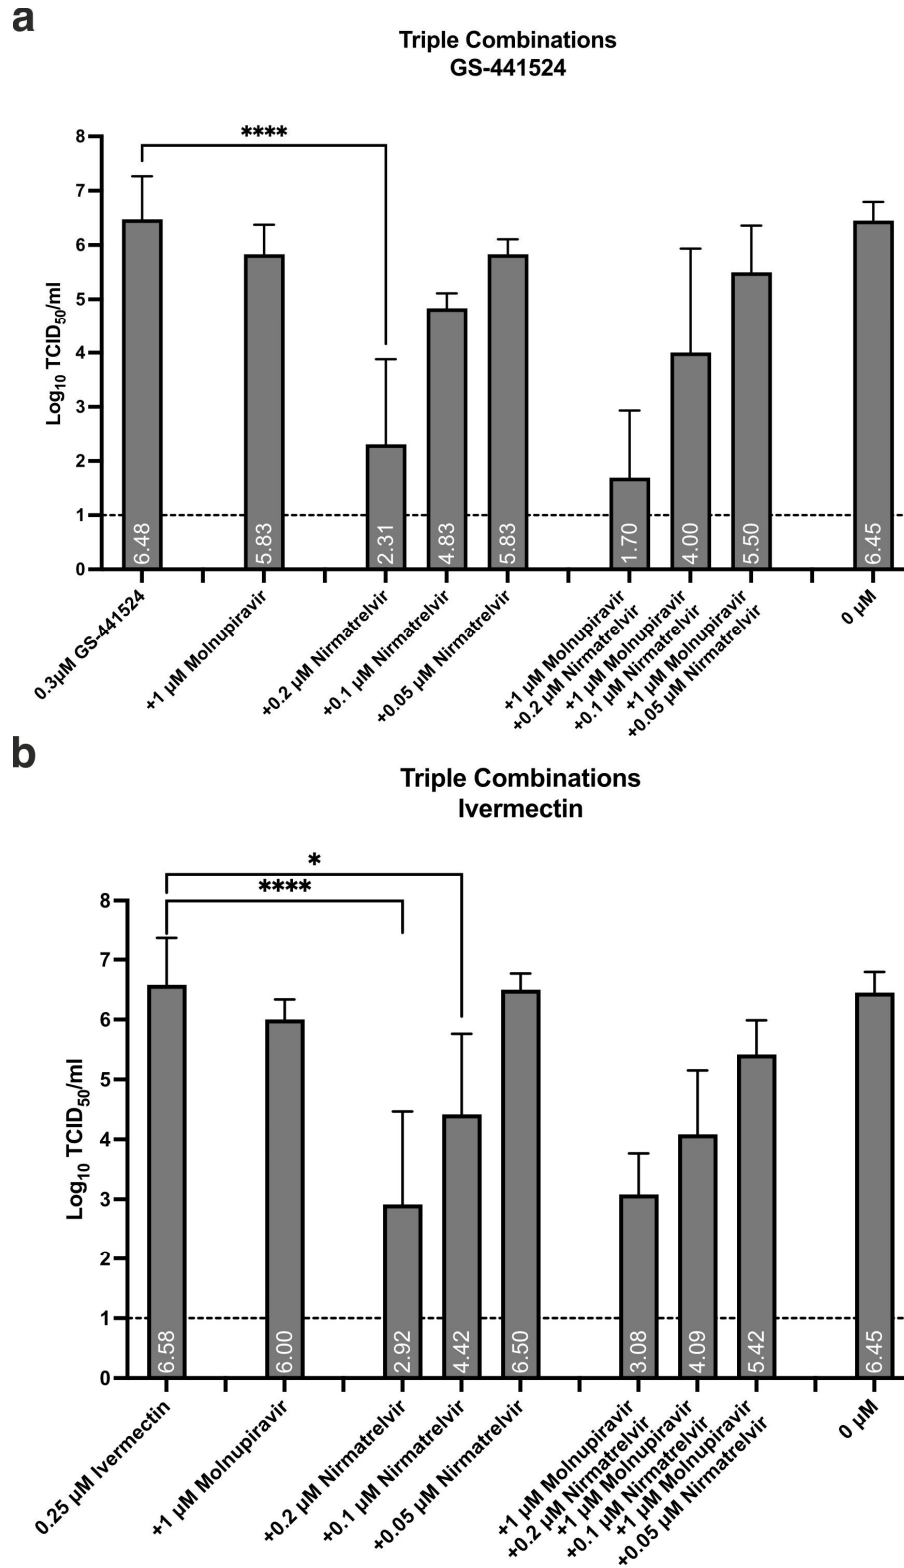 a
Triple Combinations
GS-441524
****
8
7
6
5
4
3
2
1
0
Log10 TCID50/ml
6.48
5.83
2.31
4.83
5.83
1.70
4.00
5.50
6.45
0.3µM GS-441524
+1 µM Molnupiravir
+0.2 µM Nirmatrelvir
+0.1 µM Nirmatrelvir
+0.05 µM Nirmatrelvir
+1 µM Molnupiravir
+0.2 µM Nirmatrelvir
+1 µM Molnupiravir
+0.1 µM Nirmatrelvir
+1 µM Molnupiravir
+0.05 µM Nirmatrelvir
0 µM
b
Triple Combinations
Ivermectin
*
****
8
7
6
5
4
3
2
1
0
Log10 TCID50/ml
6.58
6.00
2.92
4.42
6.50
3.08
4.09
5.42
6.45
0.25 µM Ivermectin
+1 µM Molnupiravir
+0.2 µM Nirmatrelvir
+0.1 µM Nirmatrelvir
+0.05 µM Nirmatrelvir
+1 µM Molnupiravir
+0.2 µM Nirmatrelvir
+1 µM Molnupiravir
+0.1 µM Nirmatrelvir
+1 µM Molnupiravir
+0.05 µM Nirmatrelvir
0 µM